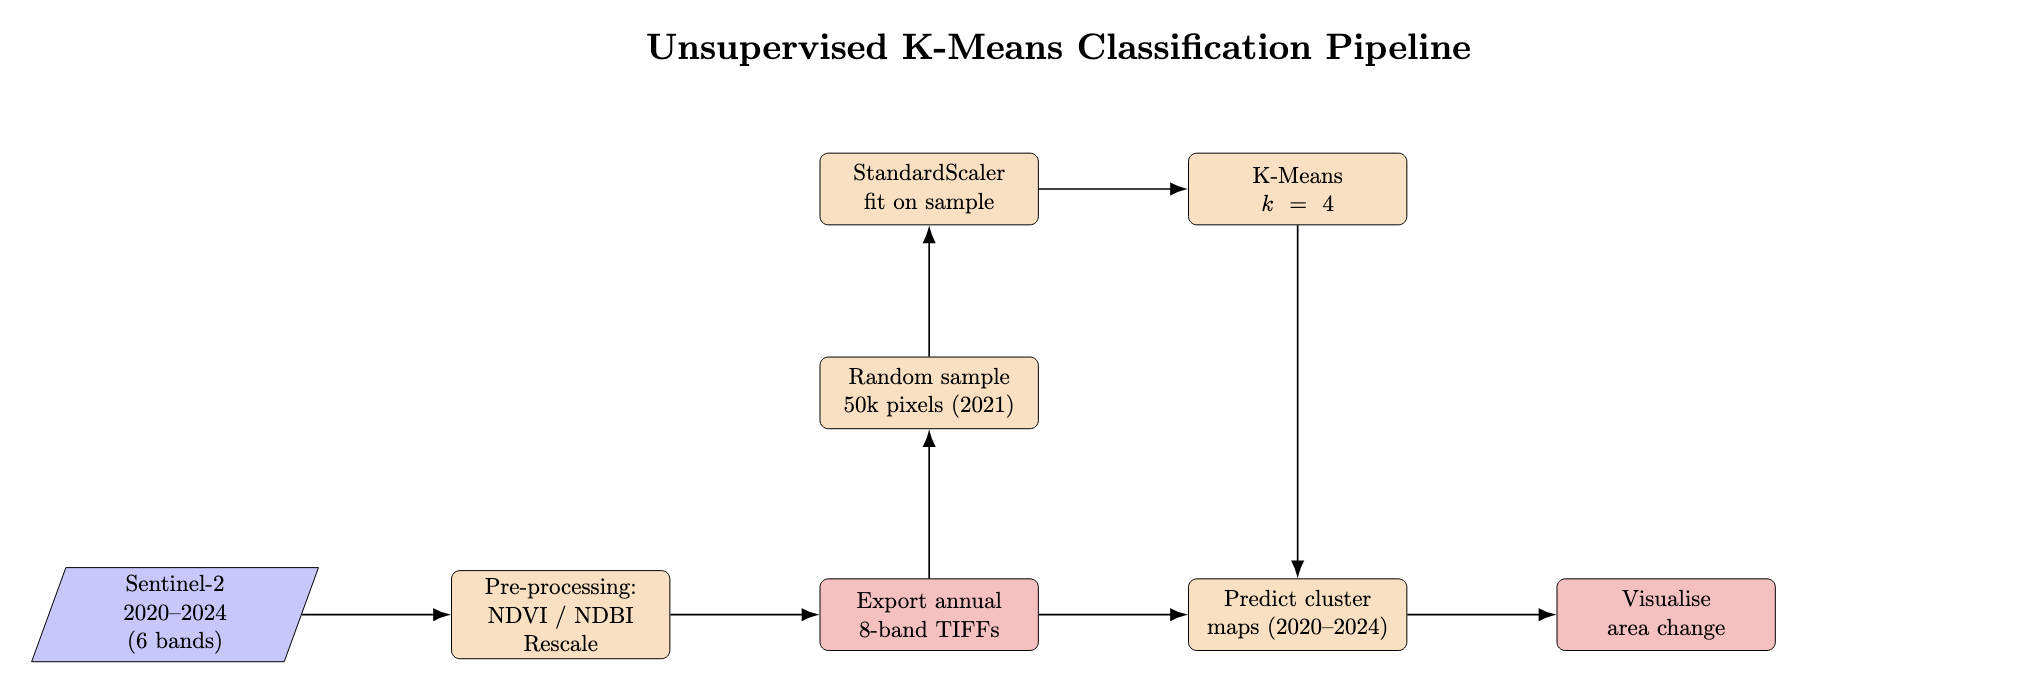 Unsupervised K-Means Classification Pipeline
StandardScaler
fit on sample
K-Means
k = 4
Random sample
50k pixels (2021)
Sentinel-2
2020–2024
(6 bands)
Pre-processing:
NDVI / NDBI
Rescale
Export annual
8-band TIFFs
Predict cluster
maps (2020–2024)
Visualise
area change